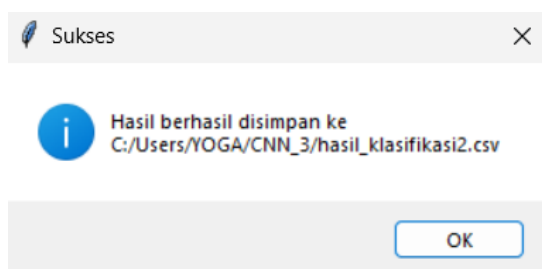 Sukses
Hasil berhasil disimpan ke
C:/Users/YOGA/CNN_3/hasil_klasifikasi2.csv
OK